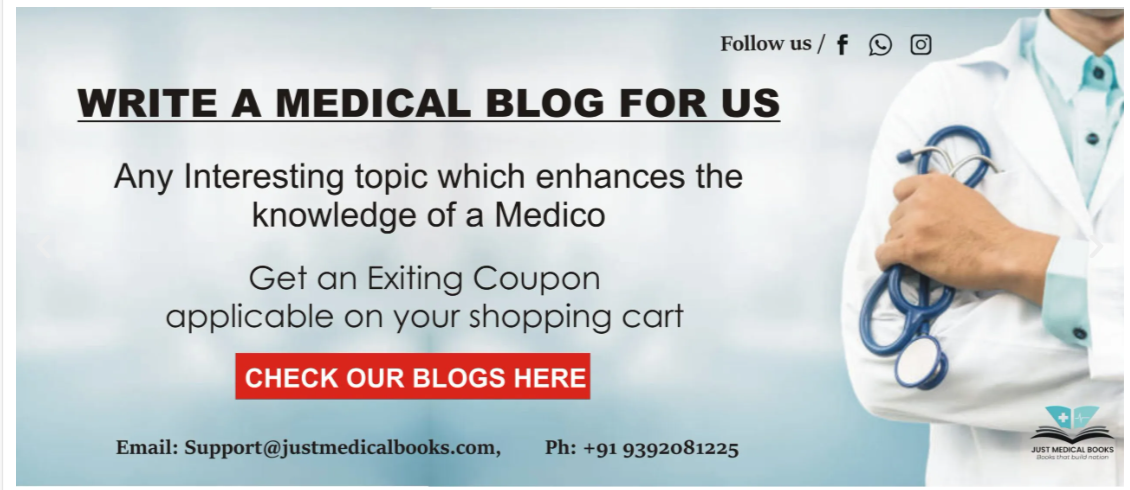 Follow us /
WRITE A MEDICAL BLOG FOR US
Any Interesting topic which enhances the
knowledge of a Medico
Get an Exiting Coupon
applicable on your shopping cart
CHECK OUR BLOGS HERE
Email: Support@justmedicalbooks.com, Ph: +91 9392081225
JUST MEDICAL BOOKS
Books that build nation